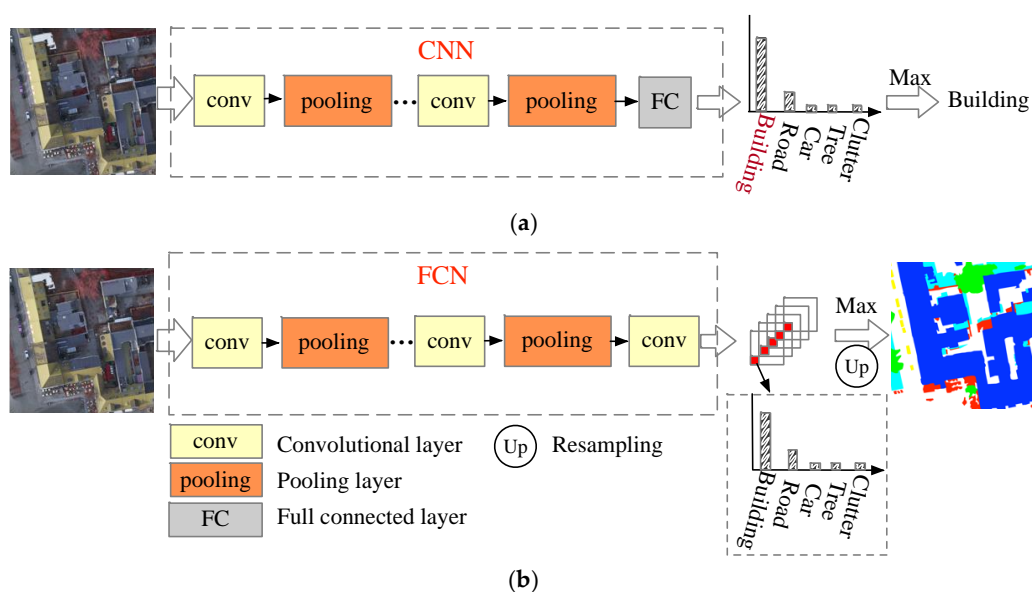 CNN
conv pooling ... conv pooling FC
Max
Building
Building Road Car Tree Clutter
(a)
FCN
conv pooling ... conv pooling conv
Max
Up
conv Convolutional layer
Up Resampling
pooling Pooling layer
FC Full connected layer
Building Road Car Tree Clutter
(b)